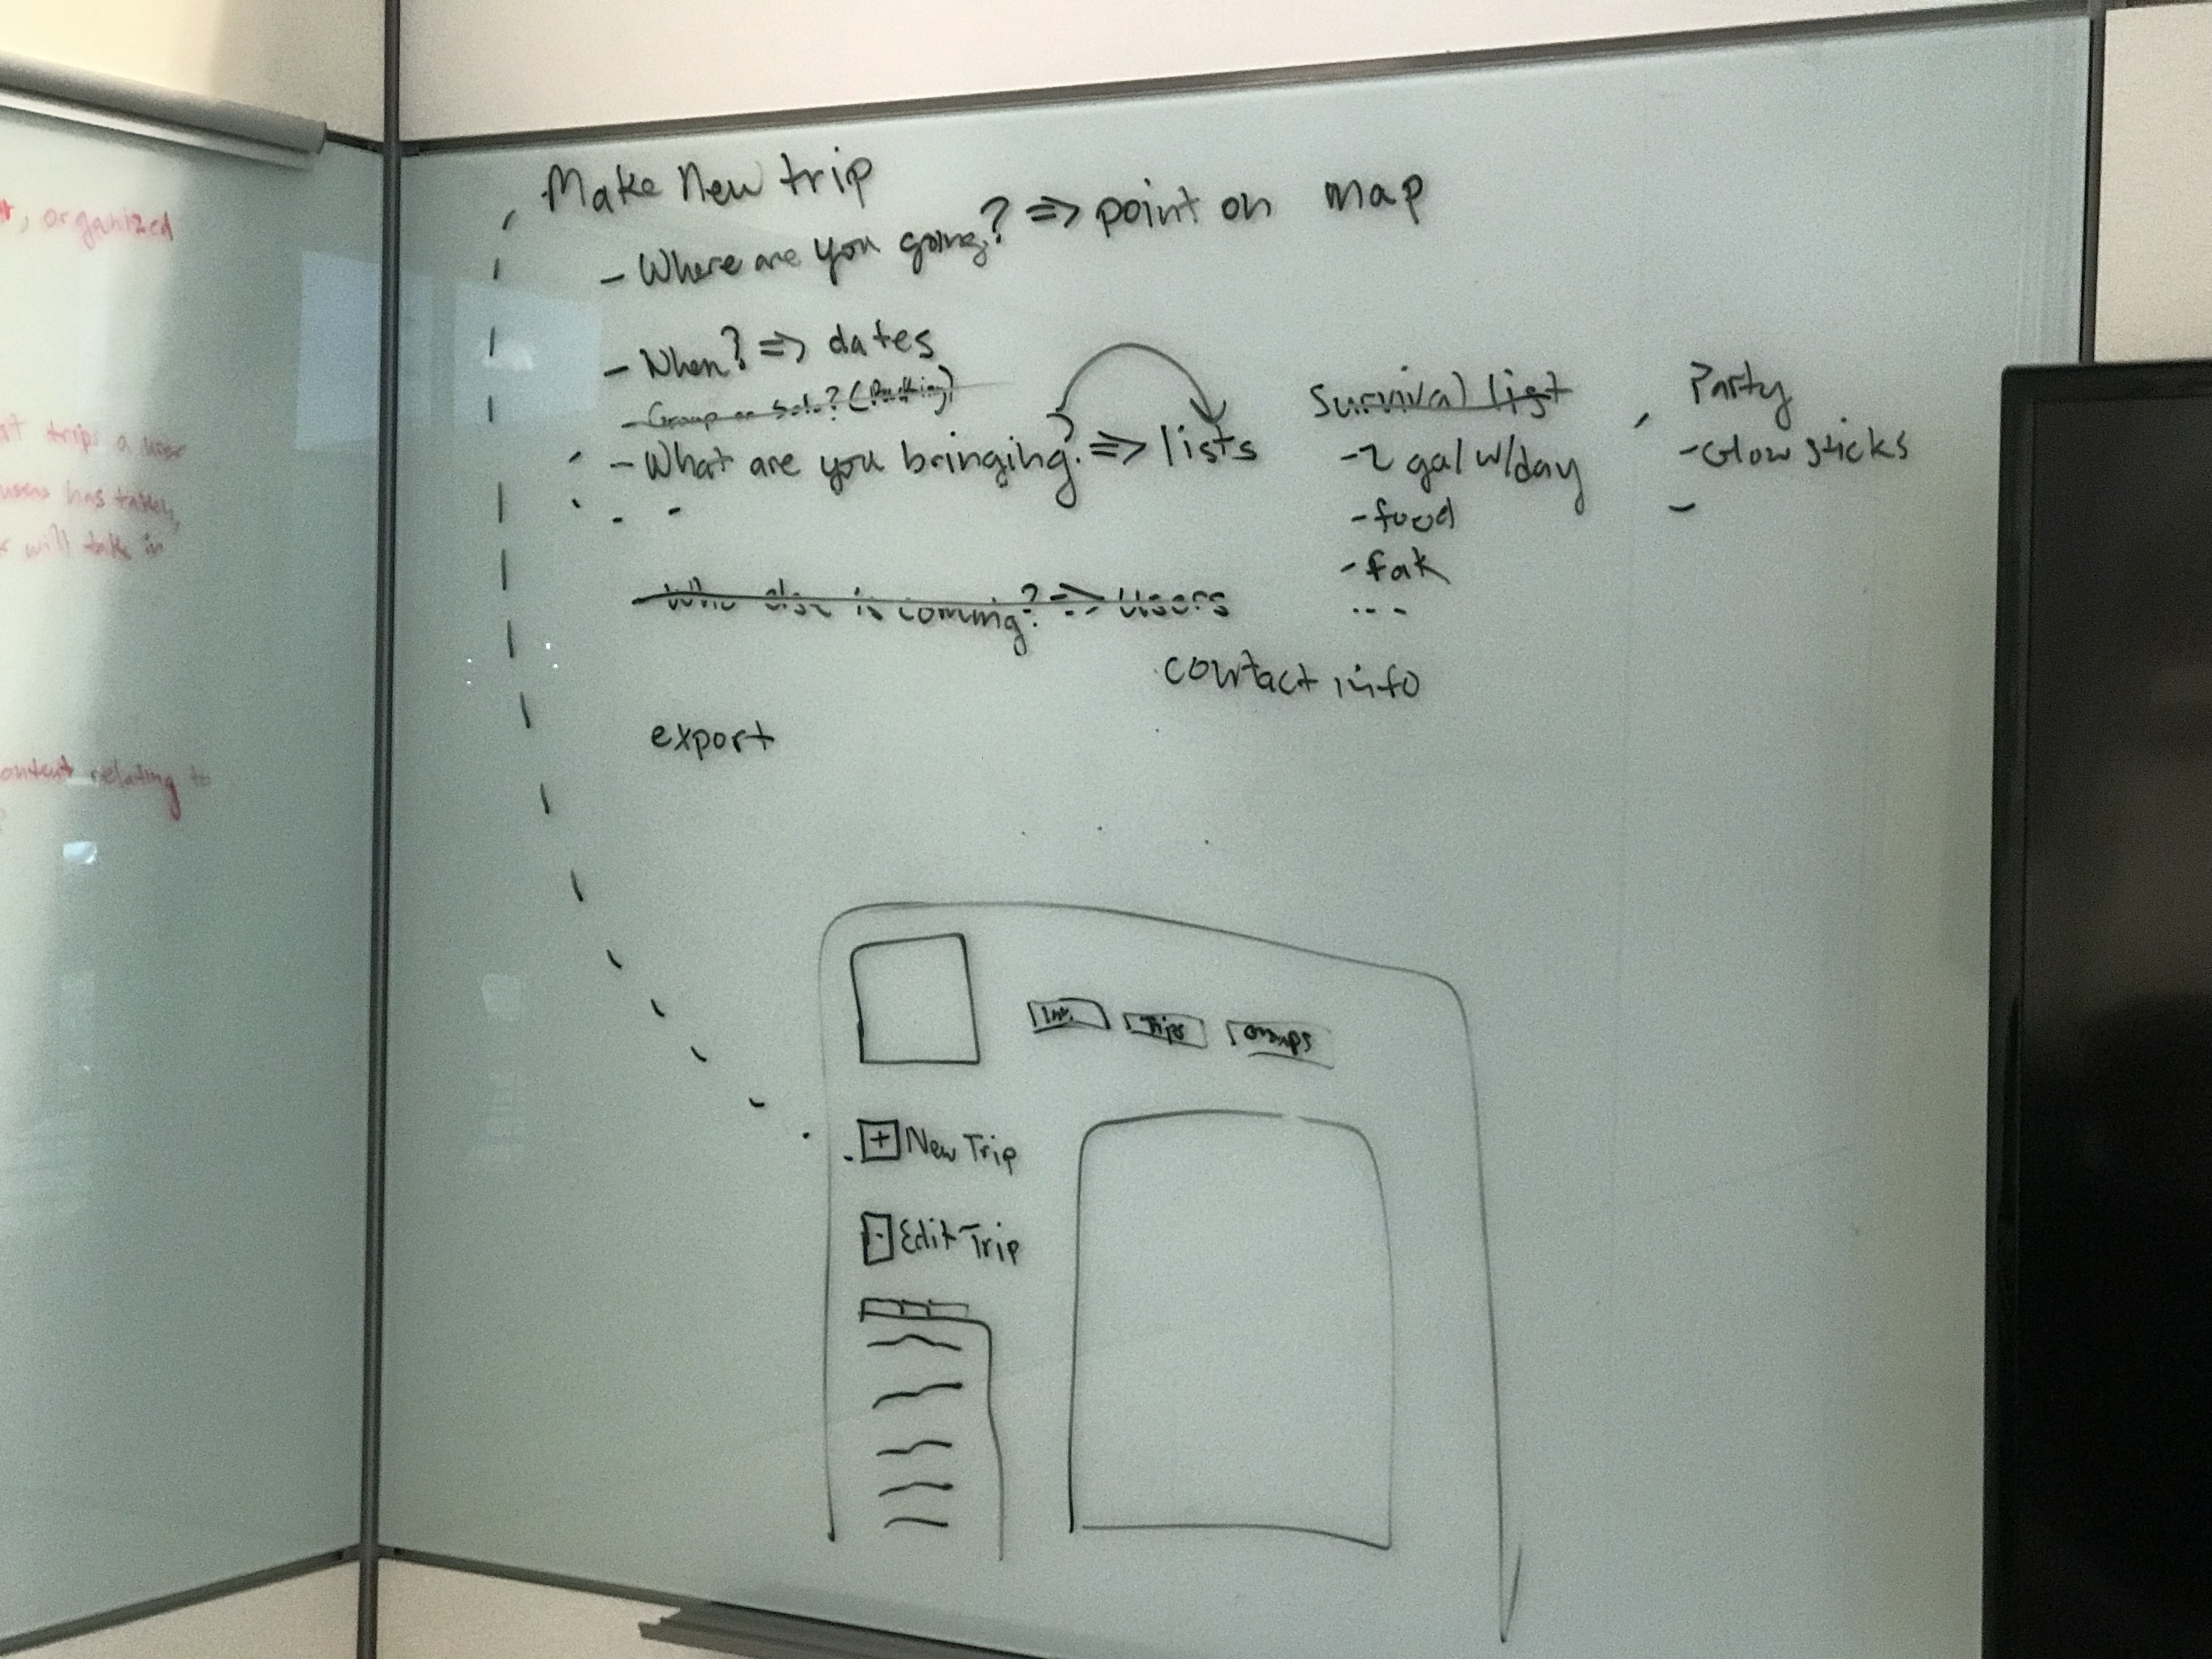 , organized
trips a user
users has taken,
will take in
content relating to
Make New trip
- Where are you going? => point on map
- When? => dates
- Group or Solo? (Packing)
- What are you bringing? => lists
- Who else is coming? => users
Survival list
- 2 gal w/day
- food
- fak
...
Party
- Glow sticks
-
contact info
export
Inv. Trips Groups
+ New Trip
- Edit Trip